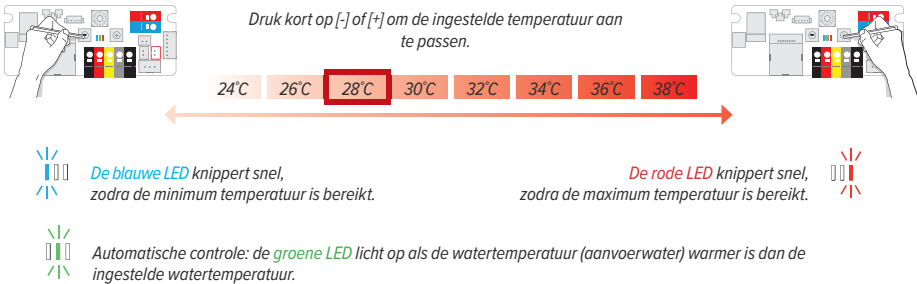 Druk kort op [-] of [+] om de ingestelde temperatuur aan
te passen.
24˚C 26˚C 28˚C 30˚C 32˚C 34˚C 36˚C 38˚C
De blauwe LED knippert snel,
zodra de minimum temperatuur is bereikt.
De rode LED knippert snel,
zodra de maximum temperatuur is bereikt.
Automatische controle: de groene LED licht op als de watertemperatuur (aanvoerwater) warmer is dan de
ingestelde watertemperatuur.